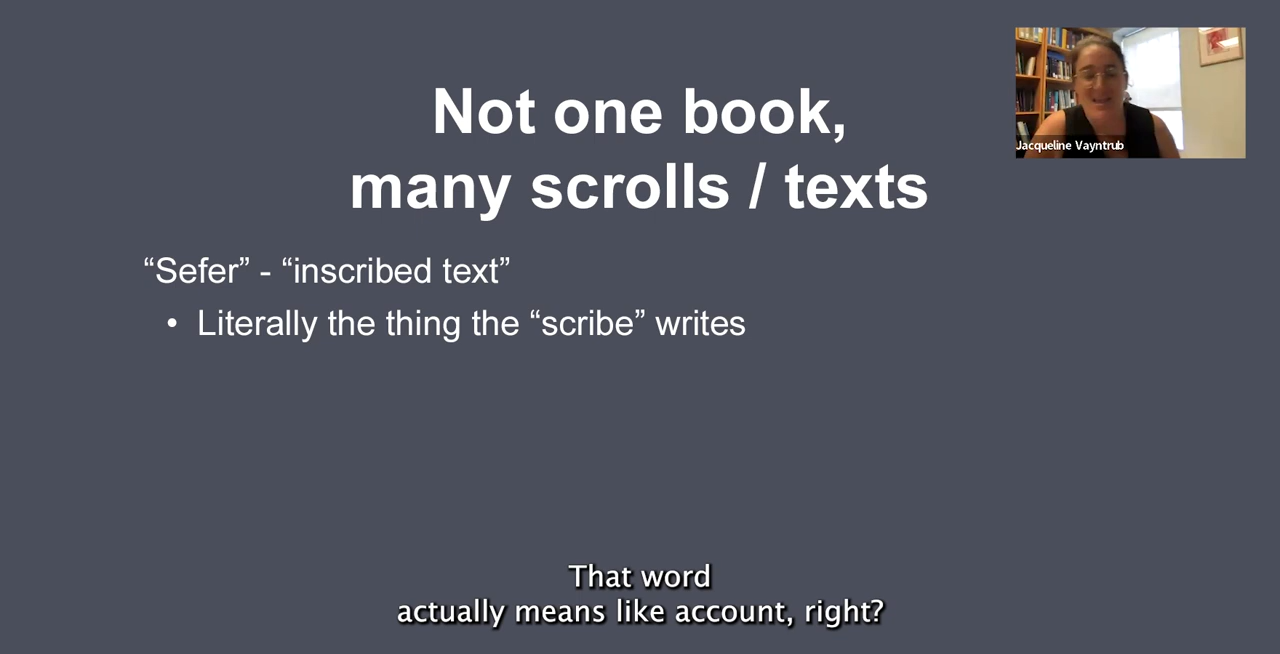 Not one book,
many scrolls / texts
“Sefer” - “inscribed text”
• Literally the thing the “scribe” writes
Jacqueline Vayntrub
That word
actually means like account, right?